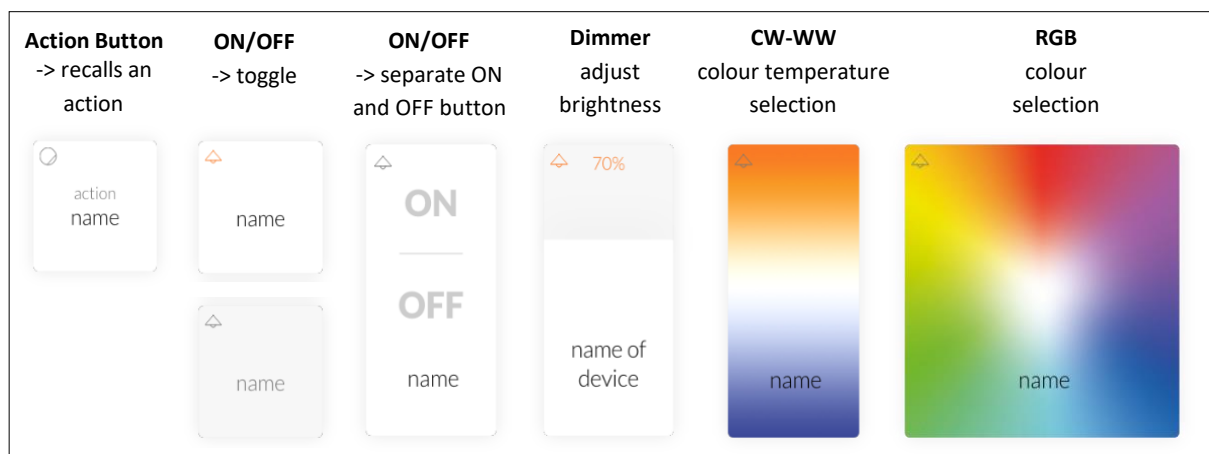 Action Button
-> recalls an
action
ON/OFF
-> toggle
ON/OFF
-> separate ON
and OFF button
Dimmer
adjust
brightness
CW-WW
colour temperature
selection
RGB
colour
selection
action
name
name
name
ON
OFF
name
70%
name of
device
name
name